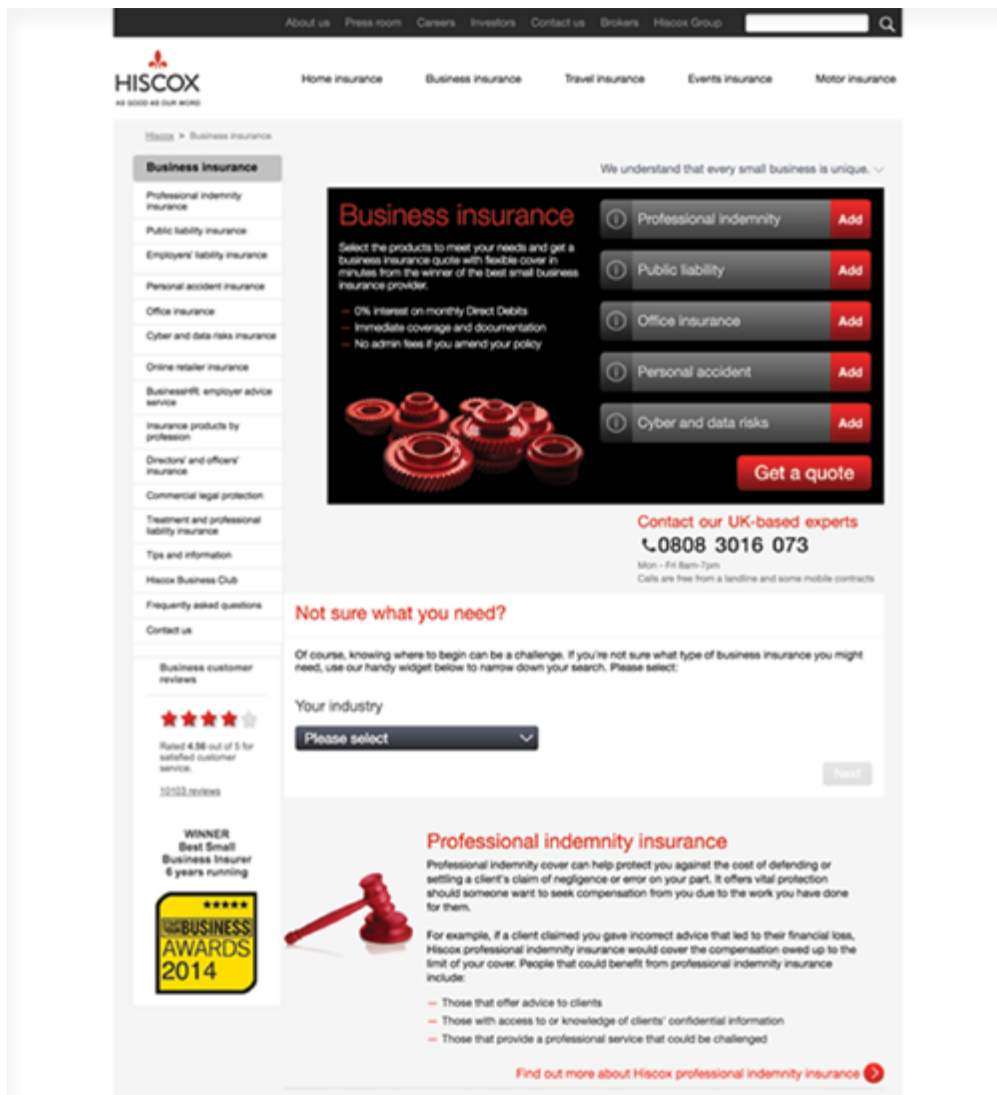 About us Press room Careers Investors Contact us Brokers Hiscox Group
HISCOX
AS GOOD AS OUR WORD
Home insurance Business insurance Travel insurance Events insurance Motor insurance
Hiscox > Business insurance
Business insurance
Professional indemnity
insurance
Public liability insurance
Employers' liability insurance
Personal accident insurance
Office insurance
Cyber and data risks insurance
Online retailer insurance
BusinessHR: employer advice
service
Insurance products by
profession
Directors' and officers'
insurance
Commercial legal protection
Treatment and professional
liability insurance
Tips and information
Hiscox Business Club
Frequently asked questions
Contact us
Business customer
reviews
Rated 4.56 out of 5 for
satisfied customer
service.
10103 reviews
WINNER
Best Small
Business Insurer
6 years running
BUSINESS
AWARDS
2014
We understand that every small business is unique.
Business insurance
Select the products to meet your needs and get a
business insurance quote with flexible cover in
minutes from the winner of the best small business
insurance provider.
— 0% interest on monthly Direct Debits
— Immediate coverage and documentation
— No admin fees if you amend your policy
Professional indemnity Add
Public liability Add
Office insurance Add
Personal accident Add
Cyber and data risks Add
Get a quote
Contact our UK-based experts
0808 3016 073
Mon - Fri 8am-7pm
Calls are free from a landline and some mobile contracts
Not sure what you need?
Of course, knowing where to begin can be a challenge. If you're not sure what type of business insurance you might
need, use our handy widget below to narrow down your search. Please select:
Your industry
Please select
Next
Professional indemnity insurance
Professional indemnity cover can help protect you against the cost of defending or
settling a client's claim of negligence or error on your part. It offers vital protection
should someone want to seek compensation from you due to the work you have done
for them.
For example, if a client claimed you gave incorrect advice that led to their financial loss,
Hiscox professional indemnity insurance would cover the compensation owed up to the
limit of your cover. People that could benefit from professional indemnity insurance
include:
— Those that offer advice to clients
— Those with access to or knowledge of clients' confidential information
— Those that provide a professional service that could be challenged
Find out more about Hiscox professional indemnity insurance